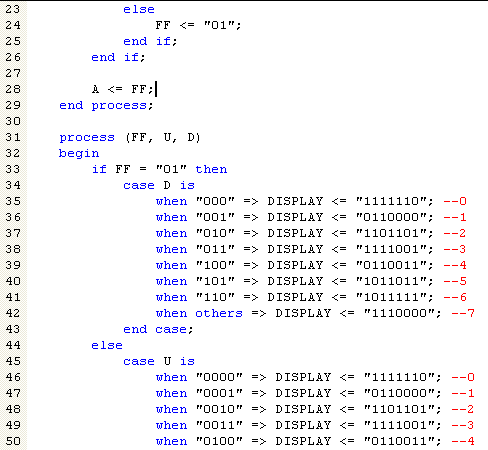 23 else
24 FF <= "01";
25 end if;
26 end if;
27
28 A <= FF;
29 end process;
30
31 process (FF, U, D)
32 begin
33 if FF = "01" then
34 case D is
35 when "000" => DISPLAY <= "1111110"; --0
36 when "001" => DISPLAY <= "0110000"; --1
37 when "010" => DISPLAY <= "1101101"; --2
38 when "011" => DISPLAY <= "1111001"; --3
39 when "100" => DISPLAY <= "0110011"; --4
40 when "101" => DISPLAY <= "1011011"; --5
41 when "110" => DISPLAY <= "1011111"; --6
42 when others => DISPLAY <= "1110000"; --7
43 end case;
44 else
45 case U is
46 when "0000" => DISPLAY <= "1111110"; --0
47 when "0001" => DISPLAY <= "0110000"; --1
48 when "0010" => DISPLAY <= "1101101"; --2
49 when "0011" => DISPLAY <= "1111001"; --3
50 when "0100" => DISPLAY <= "0110011"; --4